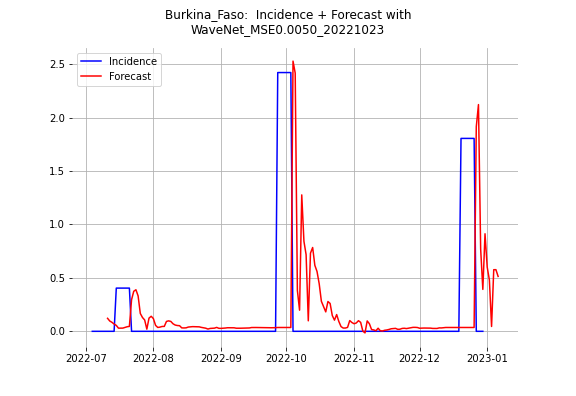 Burkina_Faso:  Incidence + Forecast with
WaveNet_MSE0.0050_20221023
Incidence
Forecast
2.5
2.0
1.5
1.0
0.5
0.0
2022-07 2022-08 2022-09 2022-10 2022-11 2022-12 2023-01